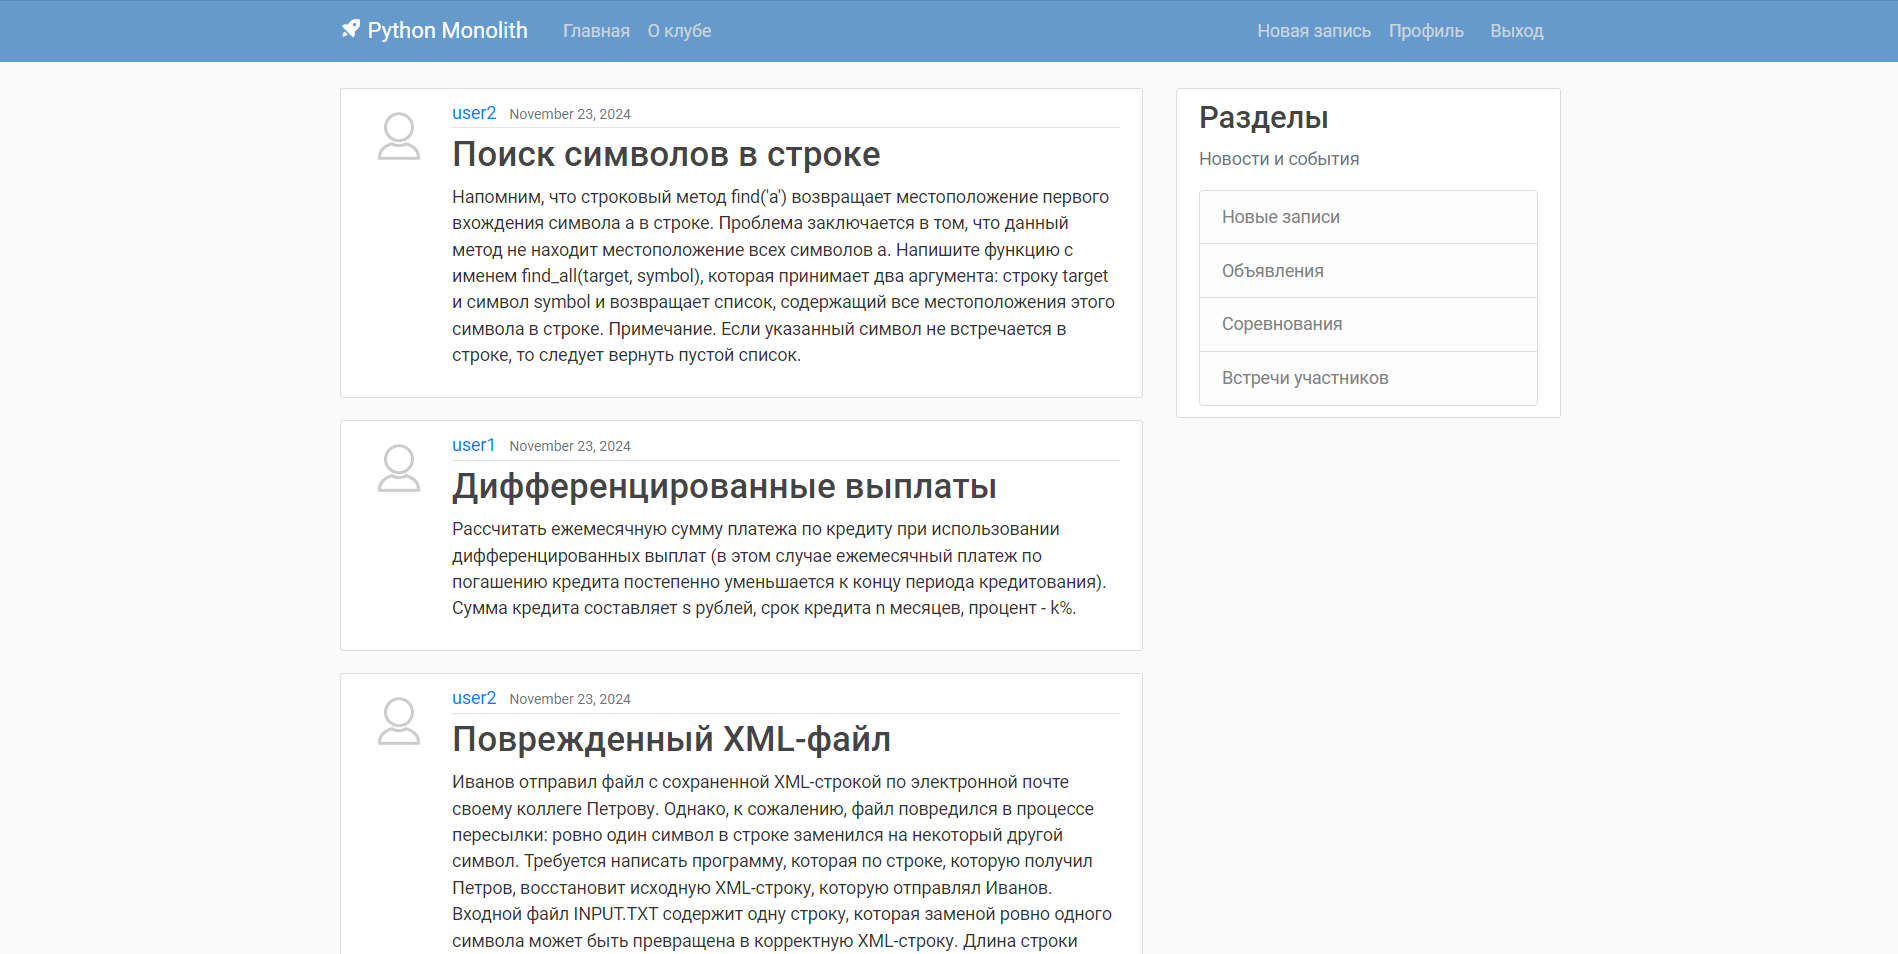 Python Monolith Главная О клубе Новая запись Профиль Выход
user2 November 23, 2024
Поиск символов в строке
Напомним, что строковый метод find('a') возвращает местоположение первого
вхождения символа a в строке. Проблема заключается в том, что данный
метод не находит местоположение всех символов a. Напишите функцию с
именем find_all(target, symbol), которая принимает два аргумента: строку target
и символ symbol и возвращает список, содержащий все местоположения этого
символа в строке. Примечание. Если указанный символ не встречается в
строке, то следует вернуть пустой список.
user1 November 23, 2024
Дифференцированные выплаты
Рассчитать ежемесячную сумму платежа по кредиту при использовании
дифференцированных выплат (в этом случае ежемесячный платеж по
погашению кредита постепенно уменьшается к концу периода кредитования).
Сумма кредита составляет s рублей, срок кредита n месяцев, процент - k%.
user2 November 23, 2024
Поврежденный XML-файл
Иванов отправил файл с сохраненной XML-строкой по электронной почте
своему коллеге Петрову. Однако, к сожалению, файл повредился в процессе
пересылки: ровно один символ в строке заменился на некоторый другой
символ. Требуется написать программу, которая по строке, которую получил
Петров, восстановит исходную XML-строку, которую отправлял Иванов.
Входной файл INPUT.TXT содержит одну строку, которая заменой ровно одного
символа может быть превращена в корректную XML-строку. Длина строки
Разделы
Новости и события
Новые записи
Объявления
Соревнования
Встречи участников